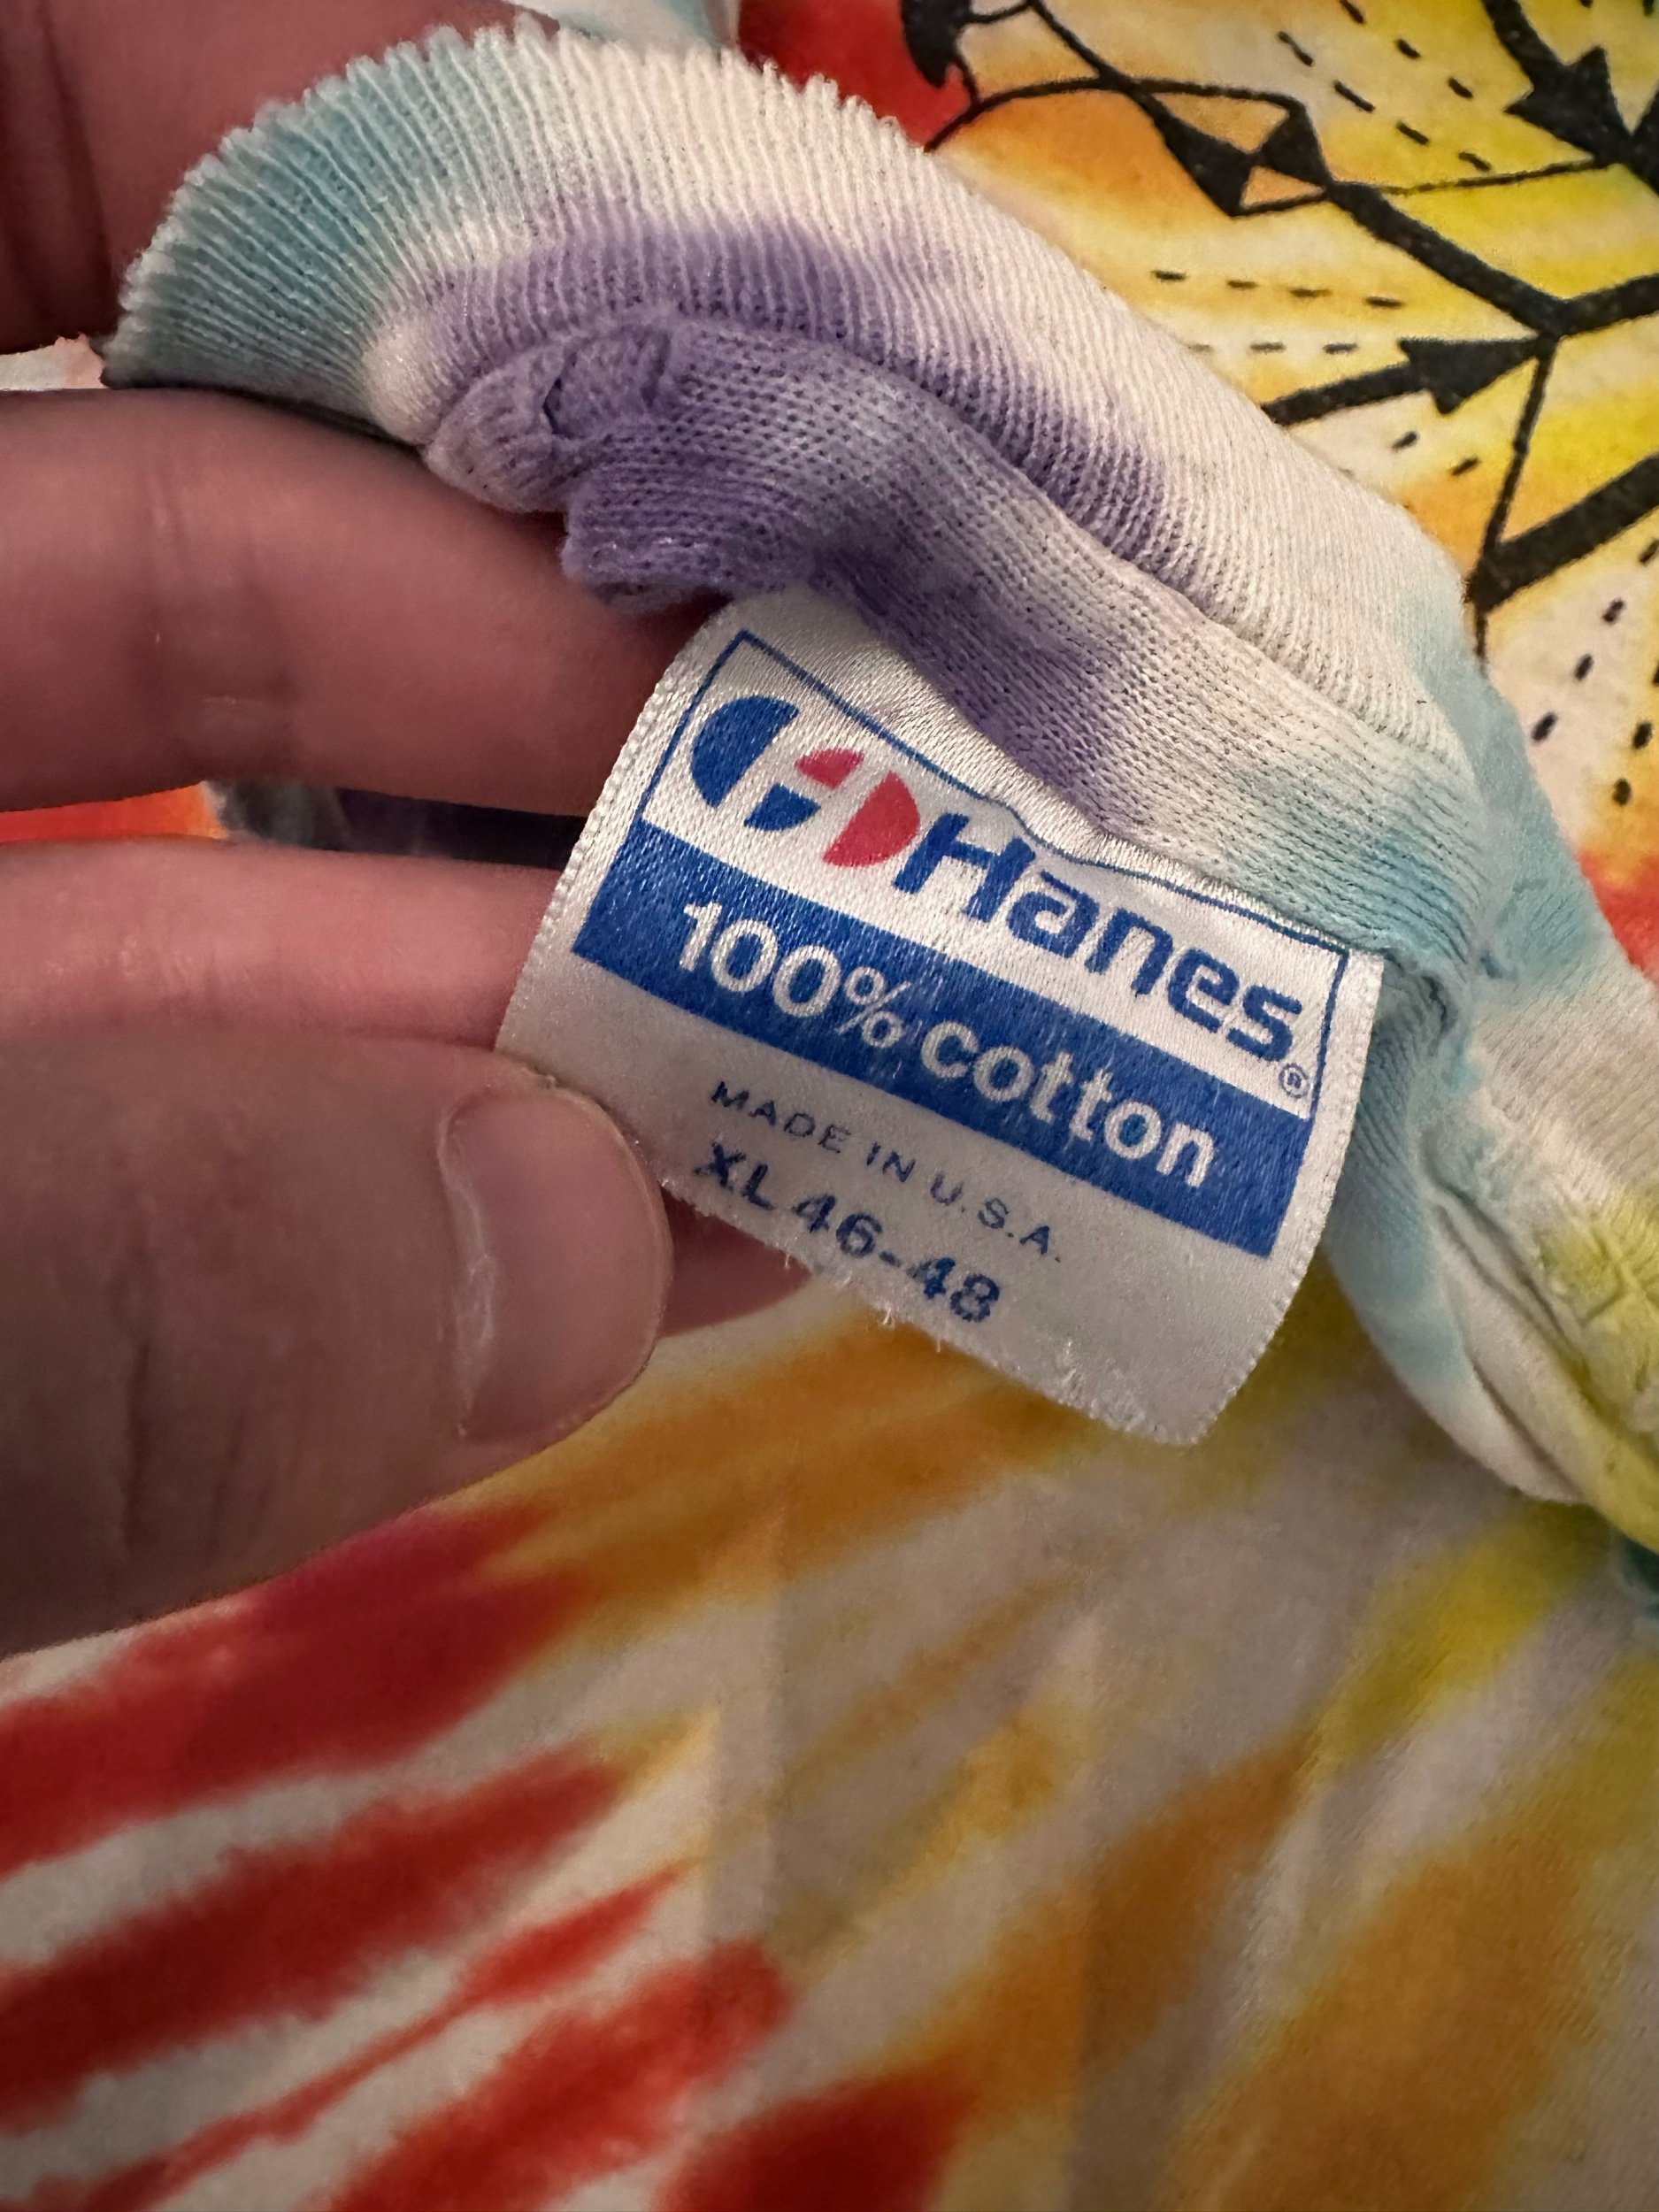 Hanes®
100% cotton
MADE IN U.S.A.
XL 46-48